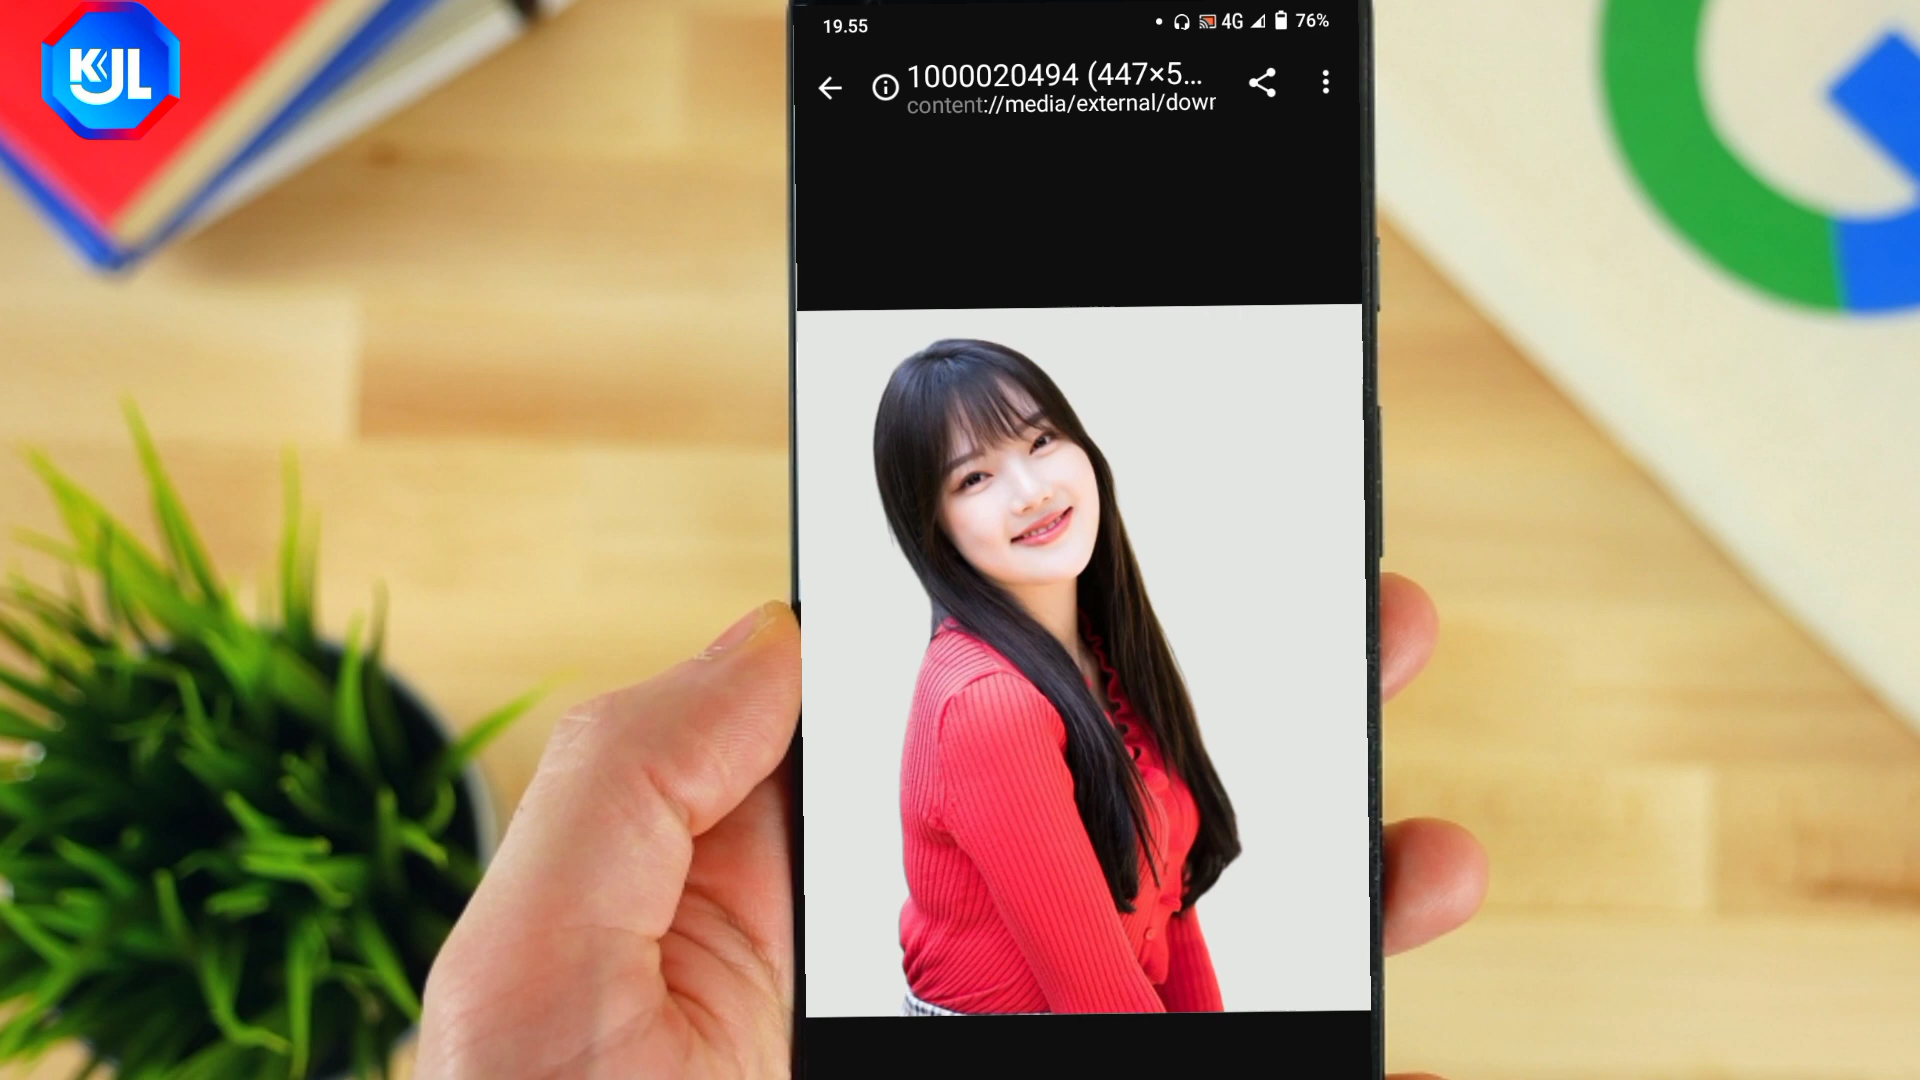 KJL
19.55
4G
76%
1000020494 (447×5...
content://media/external/dowr